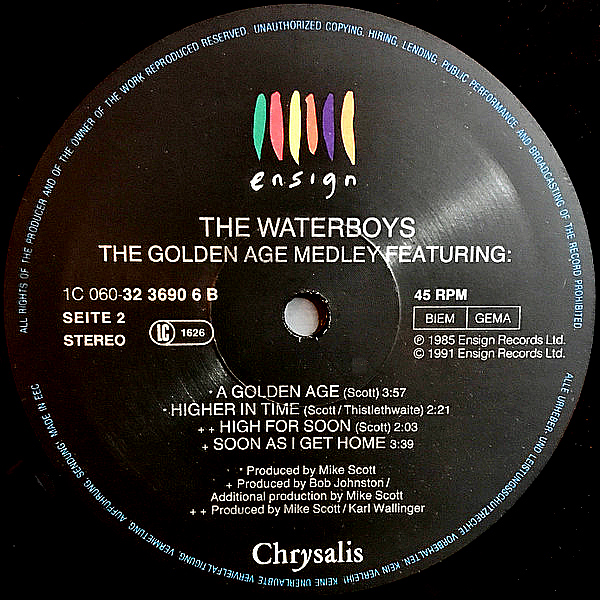 ALL RIGHTS OF THE PRODUCER AND OF THE OWNER OF THE WORK REPRODUCED RESERVED. UNAUTHORIZED COPYING, HIRING, LENDING, PUBLIC PERFORMANCE AND BROADCASTING OF THE RECORD PROHIBITED.
ensign
THE WATERBOYS
THE GOLDEN AGE MEDLEY FEATURING:
1C 060-32 3690 6 B
SEITE 2
STEREO
LC 1626
45 RPM
BIEM GEMA
℗ 1985 Ensign Records Ltd.
© 1991 Ensign Records Ltd.
* A GOLDEN AGE (Scott) 3:57
* HIGHER IN TIME (Scott / Thistlethwaite) 2:21
+ + HIGH FOR SOON (Scott) 2:03
+ SOON AS I GET HOME 3:39
* Produced by Mike Scott
+ Produced by Bob Johnston /
Additional production by Mike Scott
+ + Produced by Mike Scott / Karl Wallinger
Chrysalis
ALLE URHEBER- UND LEISTUNGSSCHUTZRECHTE VORBEHALTEN. KEIN VERLEIH! KEINE UNERLAUBTE VERVIELFÄLTIGUNG, VERMIETUNG, AUFFÜHRUNG, SENDUNG! MADE IN EEC